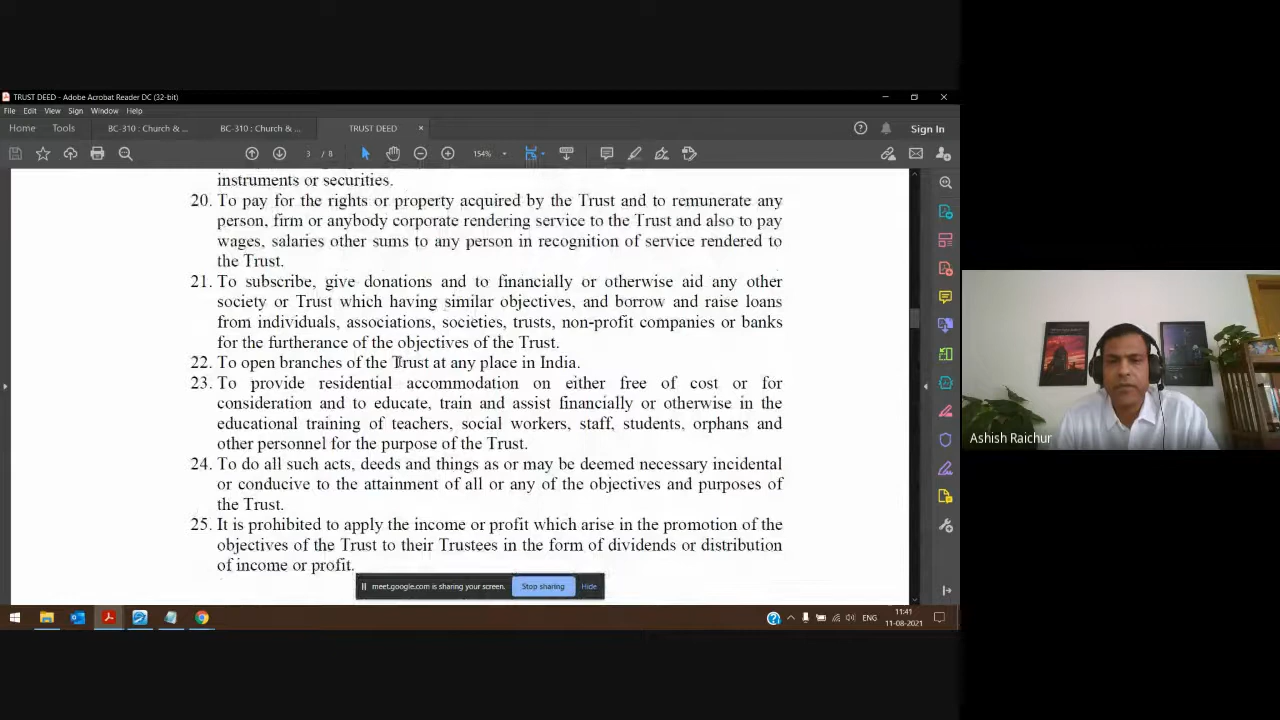 TRUST DEED - Adobe Acrobat Reader DC (32-bit)
File Edit View Sign Window Help
Home Tools BC-310 : Church & ... BC-310 : Church & ... TRUST DEED × Sign In
3 / 8 154%
instruments or securities.
20. To pay for the rights or property acquired by the Trust and to remunerate any
person, firm or anybody corporate rendering service to the Trust and also to pay
wages, salaries other sums to any person in recognition of service rendered to
the Trust.
21. To subscribe, give donations and to financially or otherwise aid any other
society or Trust which having similar objectives, and borrow and raise loans
from individuals, associations, societies, trusts, non-profit companies or banks
for the furtherance of the objectives of the Trust.
22. To open branches of the Trust at any place in India.
23. To provide residential accommodation on either free of cost or for
consideration and to educate, train and assist financially or otherwise in the
educational training of teachers, social workers, staff, students, orphans and
other personnel for the purpose of the Trust.
24. To do all such acts, deeds and things as or may be deemed necessary incidental
or conducive to the attainment of all or any of the objectives and purposes of
the Trust.
25. It is prohibited to apply the income or profit which arise in the promotion of the
objectives of the Trust to their Trustees in the form of dividends or distribution
of income or profit.
meet.google.com is sharing your screen. Stop sharing Hide
ENG 11:41
11-08-2021
Ashish Raichur